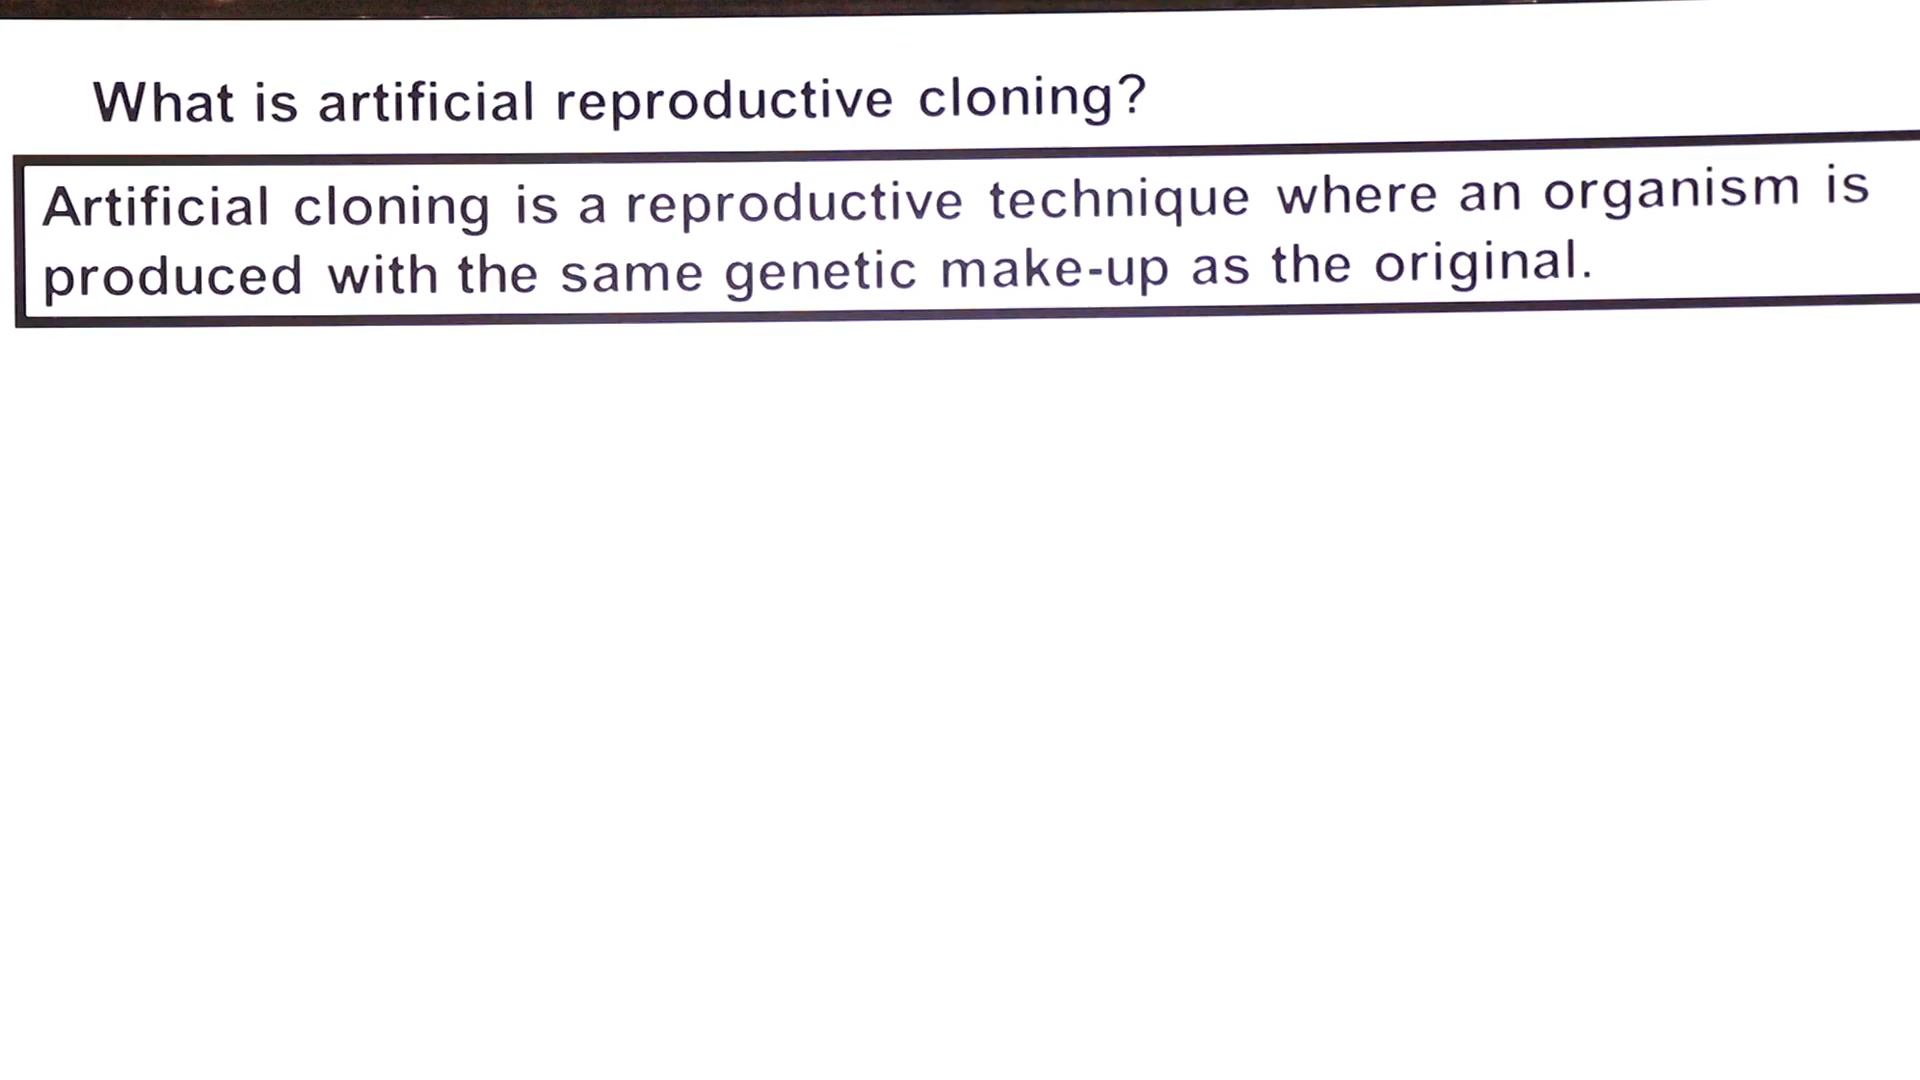 What is artificial reproductive cloning?
Artificial cloning is a reproductive technique where an organism is
produced with the same genetic make-up as the original.